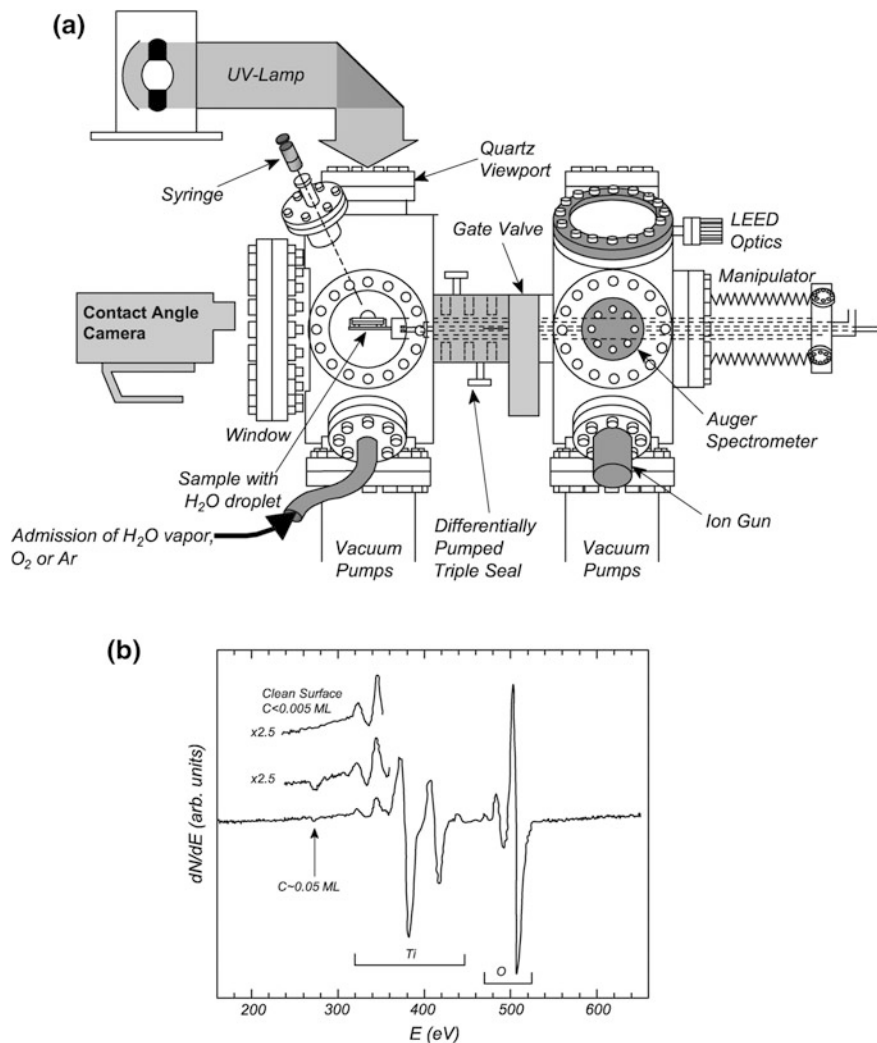 (a)
UV-Lamp
Syringe
Quartz
Viewport
Gate Valve
LEED
Optics
Manipulator
Contact Angle
Camera
Window
Sample with
H₂O droplet
Admission of H₂O vapor,
O₂ or Ar
Vacuum
Pumps
Differentially
Pumped
Triple Seal
Vacuum
Pumps
Auger
Spectrometer
Ion Gun
(b)
Clean Surface
C<0.005 ML
x2.5
x2.5
C~0.05 ML
Ti
O
dN/dE (arb. units)
200
300
400
500
600
E (eV)